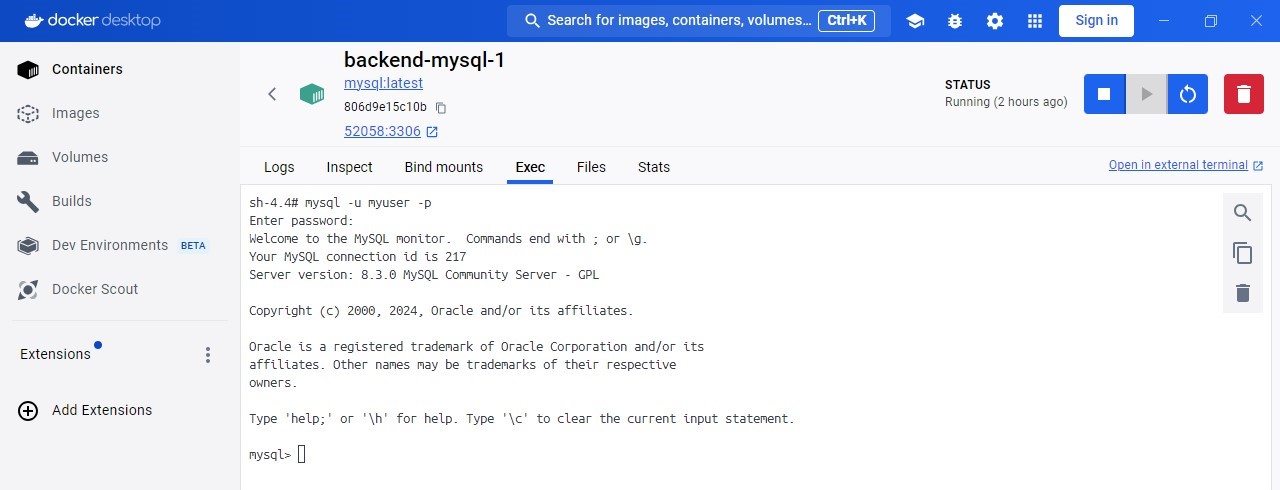 docker desktop
Search for images, containers, volumes... Ctrl+K
Sign in
Containers
Images
Volumes
Builds
Dev Environments BETA
Docker Scout
Extensions
Add Extensions
backend-mysql-1
mysql:latest
806d9e15c10b
52058:3306
STATUS
Running (2 hours ago)
Logs Inspect Bind mounts Exec Files Stats
Open in external terminal
sh-4.4# mysql -u myuser -p
Enter password:
Welcome to the MySQL monitor.  Commands end with ; or \g.
Your MySQL connection id is 217
Server version: 8.3.0 MySQL Community Server - GPL
Copyright (c) 2000, 2024, Oracle and/or its affiliates.
Oracle is a registered trademark of Oracle Corporation and/or its
affiliates. Other names may be trademarks of their respective
owners.
Type 'help;' or '\h' for help. Type '\c' to clear the current input statement.
mysql>